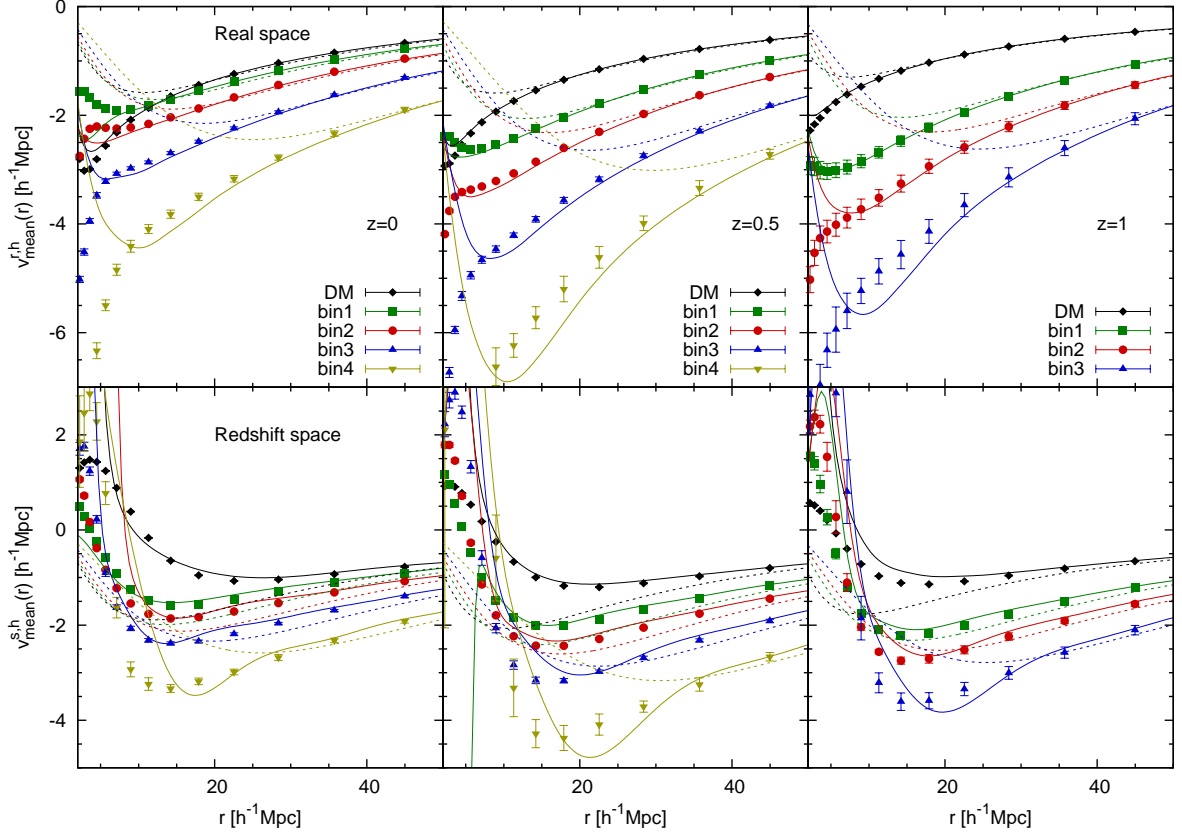 0
-2
-4
-6
v^{r,h}_{mean}(r) [h^{-1}Mpc]
Real space
z=0
DM
bin1
bin2
bin3
bin4
z=0.5
DM
bin1
bin2
bin3
bin4
z=1
DM
bin1
bin2
bin3
2
0
-2
-4
v^{s,h}_{mean}(r) [h^{-1}Mpc]
Redshift space
20 40
20 40
20 40
r [h^{-1}Mpc]
r [h^{-1}Mpc]
r [h^{-1}Mpc]